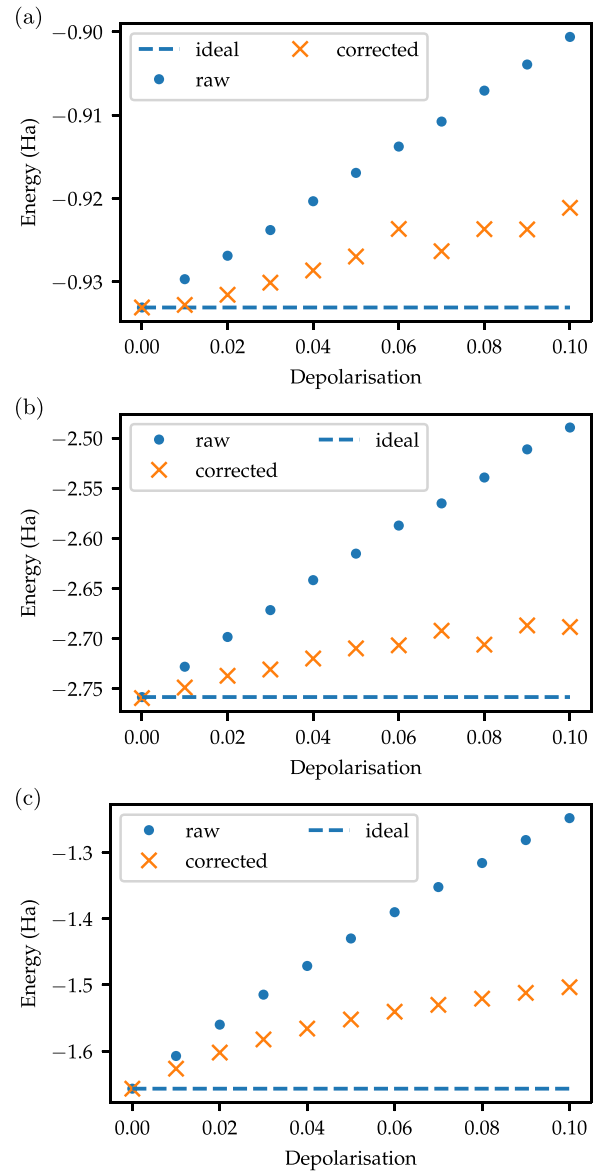 (a)
−0.90
−0.91
−0.92
−0.93
Energy (Ha)
ideal
raw
corrected
0.00 0.02 0.04 0.06 0.08 0.10
Depolarisation
(b)
−2.50
−2.55
−2.60
−2.65
−2.70
−2.75
Energy (Ha)
raw
corrected
ideal
0.00 0.02 0.04 0.06 0.08 0.10
Depolarisation
(c)
−1.3
−1.4
−1.5
−1.6
Energy (Ha)
raw
corrected
ideal
0.00 0.02 0.04 0.06 0.08 0.10
Depolarisation